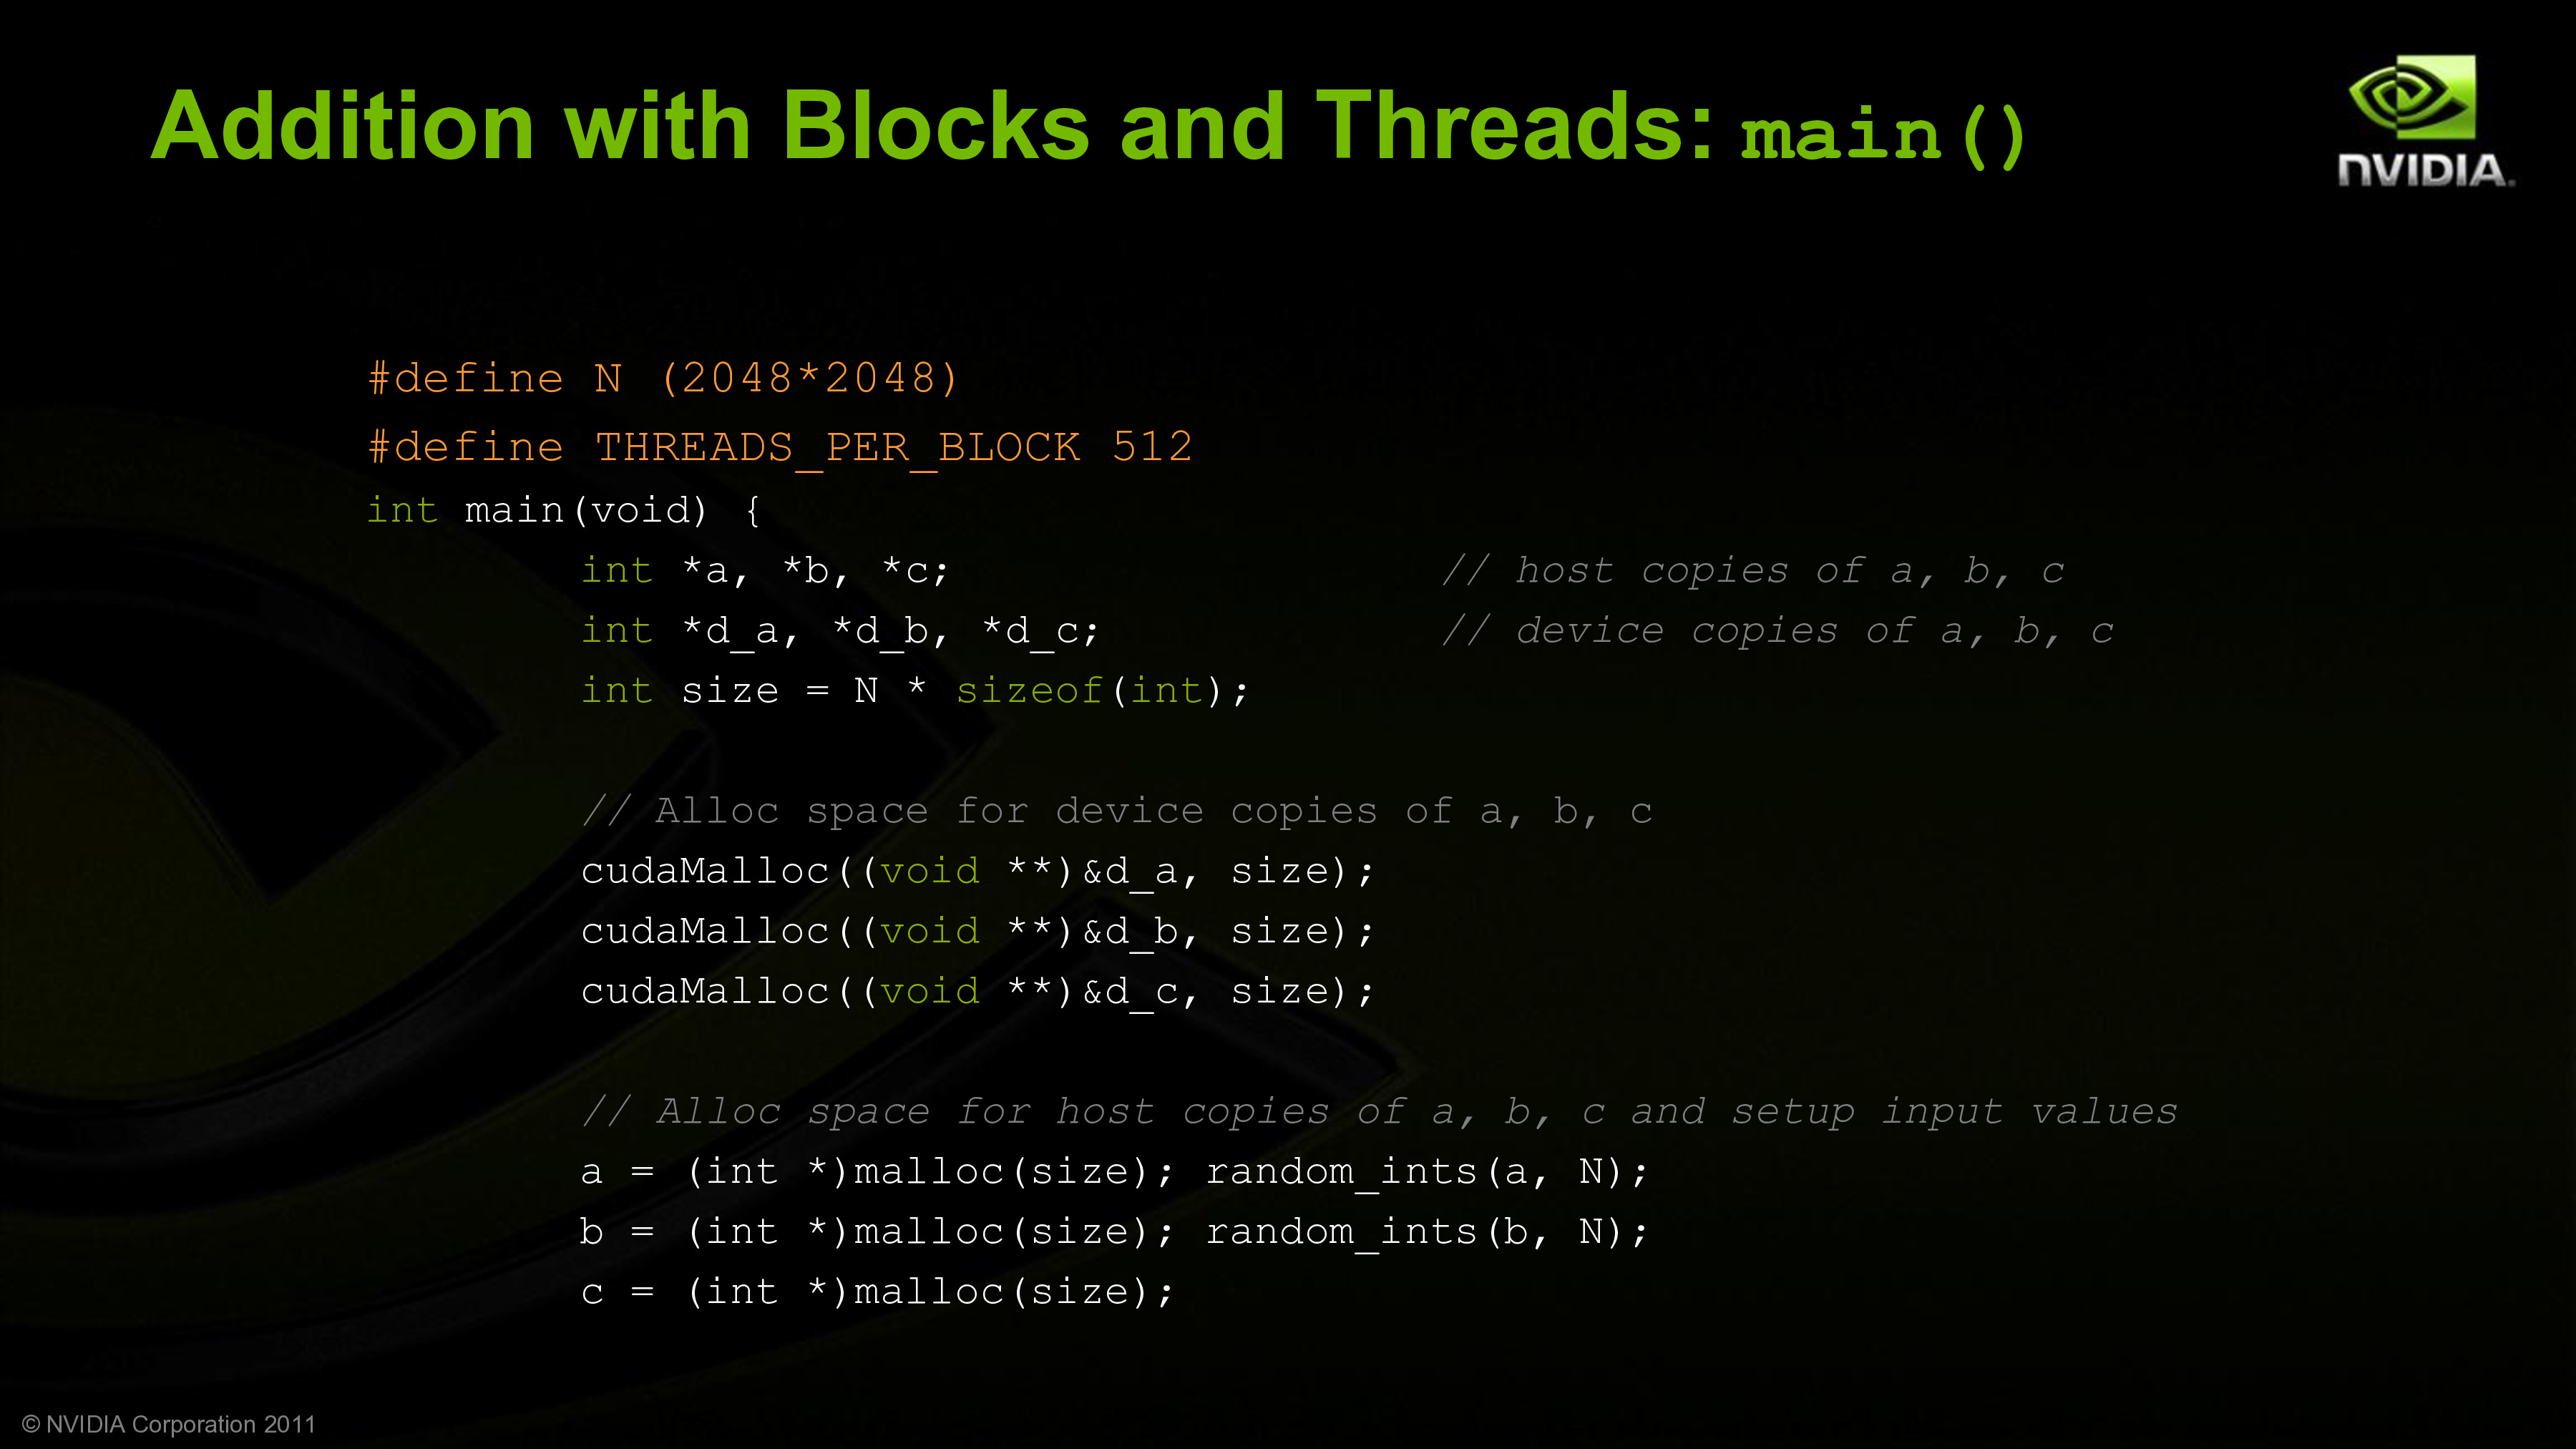 Addition with Blocks and Threads: main()
NVIDIA.
#define N (2048*2048)
#define THREADS_PER_BLOCK 512
int main(void) {
int *a, *b, *c; // host copies of a, b, c
int *d_a, *d_b, *d_c; // device copies of a, b, c
int size = N * sizeof(int);
// Alloc space for device copies of a, b, c
cudaMalloc((void **)&d_a, size);
cudaMalloc((void **)&d_b, size);
cudaMalloc((void **)&d_c, size);
// Alloc space for host copies of a, b, c and setup input values
a = (int *)malloc(size); random_ints(a, N);
b = (int *)malloc(size); random_ints(b, N);
c = (int *)malloc(size);
© NVIDIA Corporation 2011